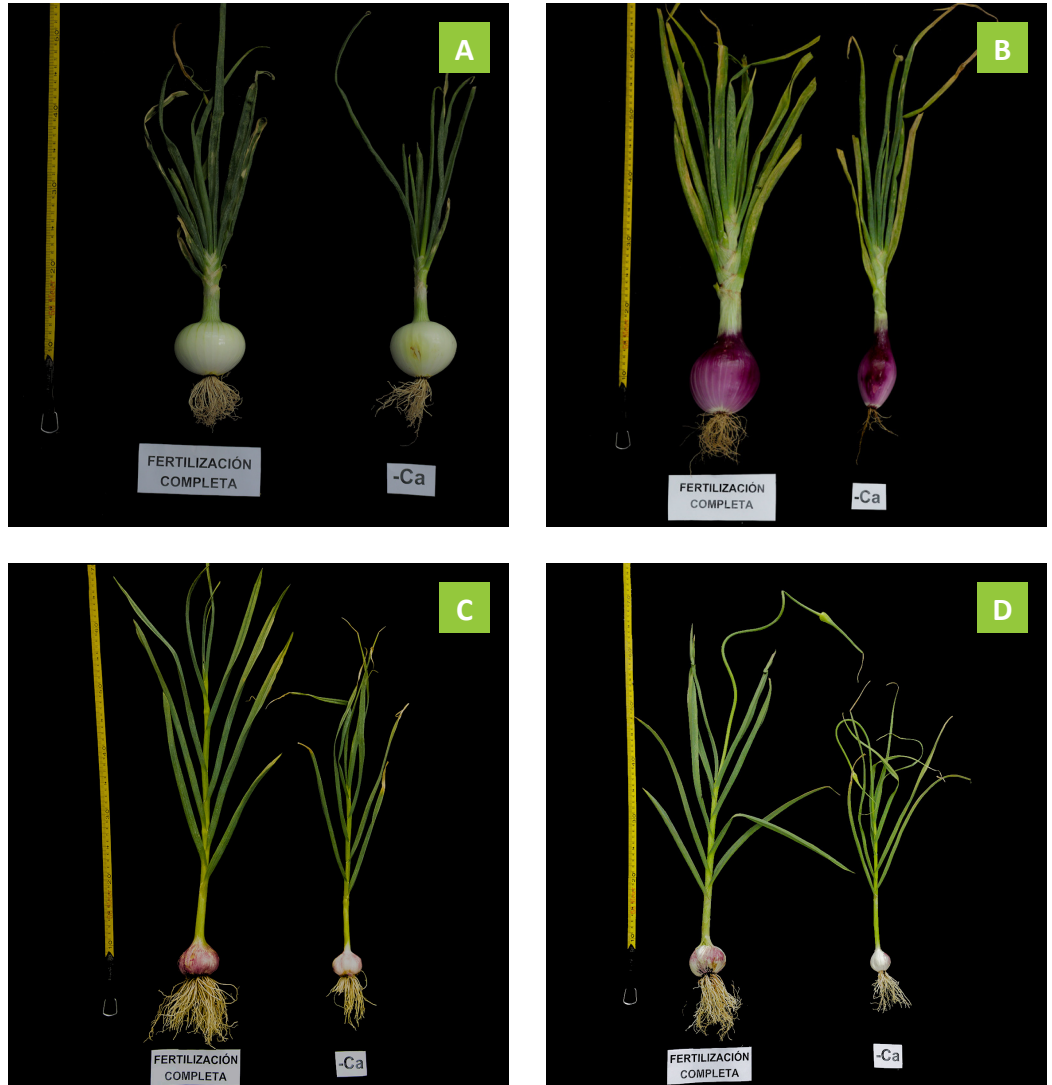 A
FERTILIZACIÓN
COMPLETA
-Ca
B
FERTILIZACIÓN
COMPLETA
-Ca
C
FERTILIZACIÓN
COMPLETA
-Ca
D
FERTILIZACIÓN
COMPLETA
-Ca